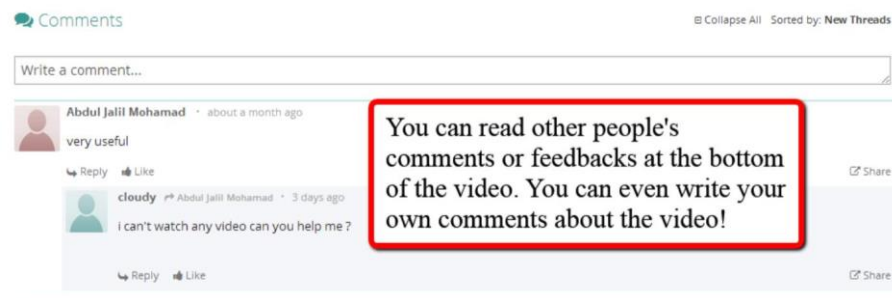 Comments
Collapse All Sorted by: New Threads
Write a comment...
Abdul Jalil Mohamad · about a month ago
very useful
Reply Like
Share
cloudy Abdul Jalil Mohamad · 3 days ago
i can't watch any video can you help me ?
Reply Like
Share
You can read other people's
comments or feedbacks at the bottom
of the video. You can even write your
own comments about the video!